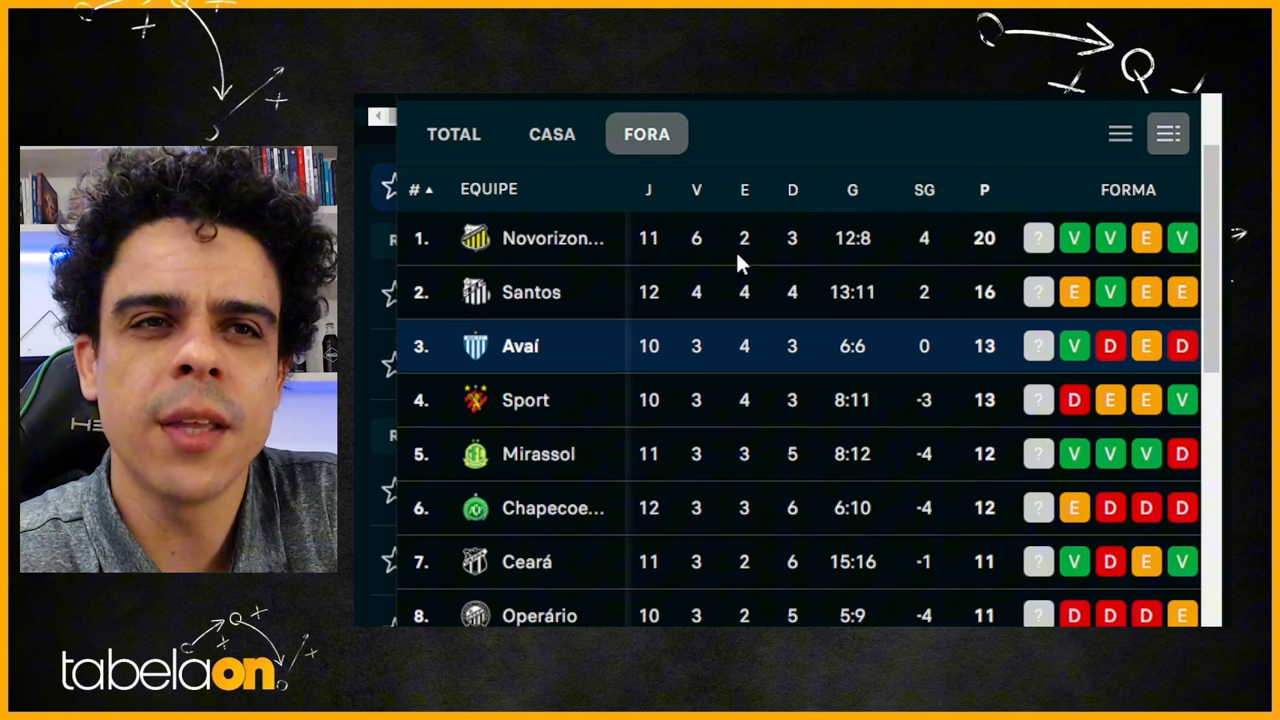 TOTAL CASA FORA
# EQUIPE J V E D G SG P FORMA
1. Novorizon... 11 6 2 3 12:8 4 20 ? V V E V
2. Santos 12 4 4 4 13:11 2 16 ? E V E E
3. Avaí 10 3 4 3 6:6 0 13 ? V D E D
4. Sport 10 3 4 3 8:11 -3 13 ? D E E V
5. Mirassol 11 3 3 5 8:12 -4 12 ? V V V D
6. Chapecoe... 12 3 3 6 6:10 -4 12 ? E D D D
7. Ceará 11 3 2 6 15:16 -1 11 ? V D E V
8. Operário 10 3 2 5 5:9 -4 11 ? D D D E
tabelaon